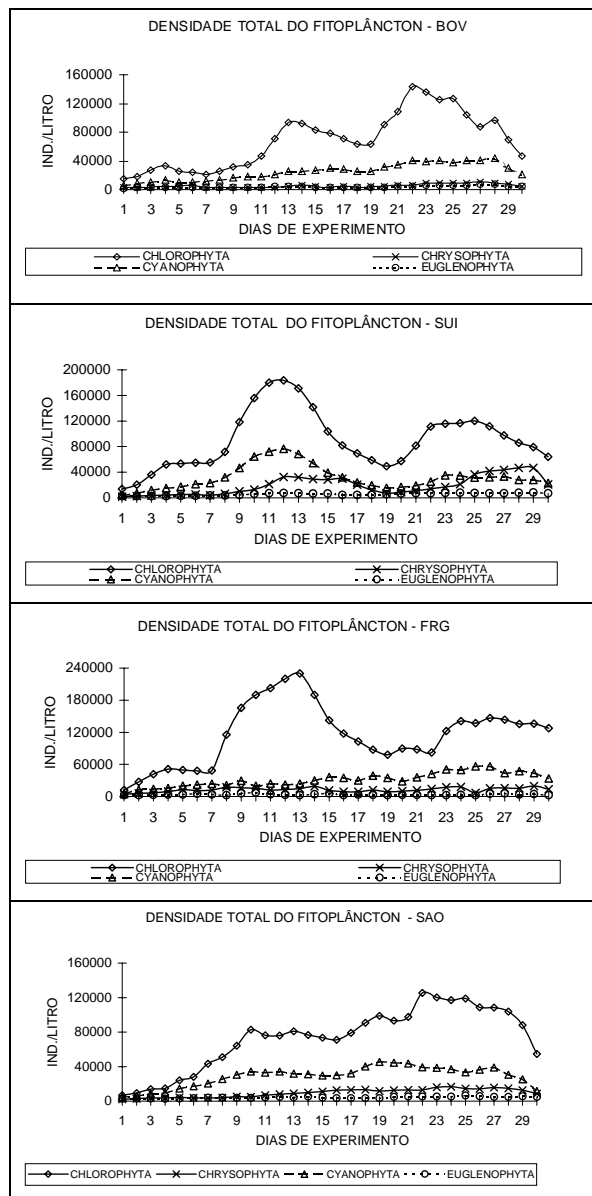 DENSIDADE TOTAL DO FITOPLÂNCTON - BOV
IND./LITRO
160000
120000
80000
40000
0
1 3 5 7 9 11 13 15 17 19 21 23 25 27 29
DIAS DE EXPERIMENTO
CHLOROPHYTA CHRYSOPHYTA
CYANOPHYTA EUGLENOPHYTA
DENSIDADE TOTAL DO FITOPLÂNCTON - SUI
IND./LITRO
200000
160000
120000
80000
40000
0
1 3 5 7 9 11 13 15 17 19 21 23 25 27 29
DIAS DE EXPERIMENTO
CHLOROPHYTA CHRYSOPHYTA
CYANOPHYTA EUGLENOPHYTA
DENSIDADE TOTAL DO FITOPLÂNCTON - FRG
IND./LITRO
240000
180000
120000
60000
0
1 3 5 7 9 11 13 15 17 19 21 23 25 27 29
DIAS DE EXPERIMENTO
CHLOROPHYTA CHRYSOPHYTA
CYANOPHYTA EUGLENOPHYTA
DENSIDADE TOTAL DO FITOPLÂNCTON - SAO
IND./LITRO
160000
120000
80000
40000
0
1 3 5 7 9 11 13 15 17 19 21 23 25 27 29
DIAS DE EXPERIMENTO
CHLOROPHYTA CHRYSOPHYTA CYANOPHYTA EUGLENOPHYTA